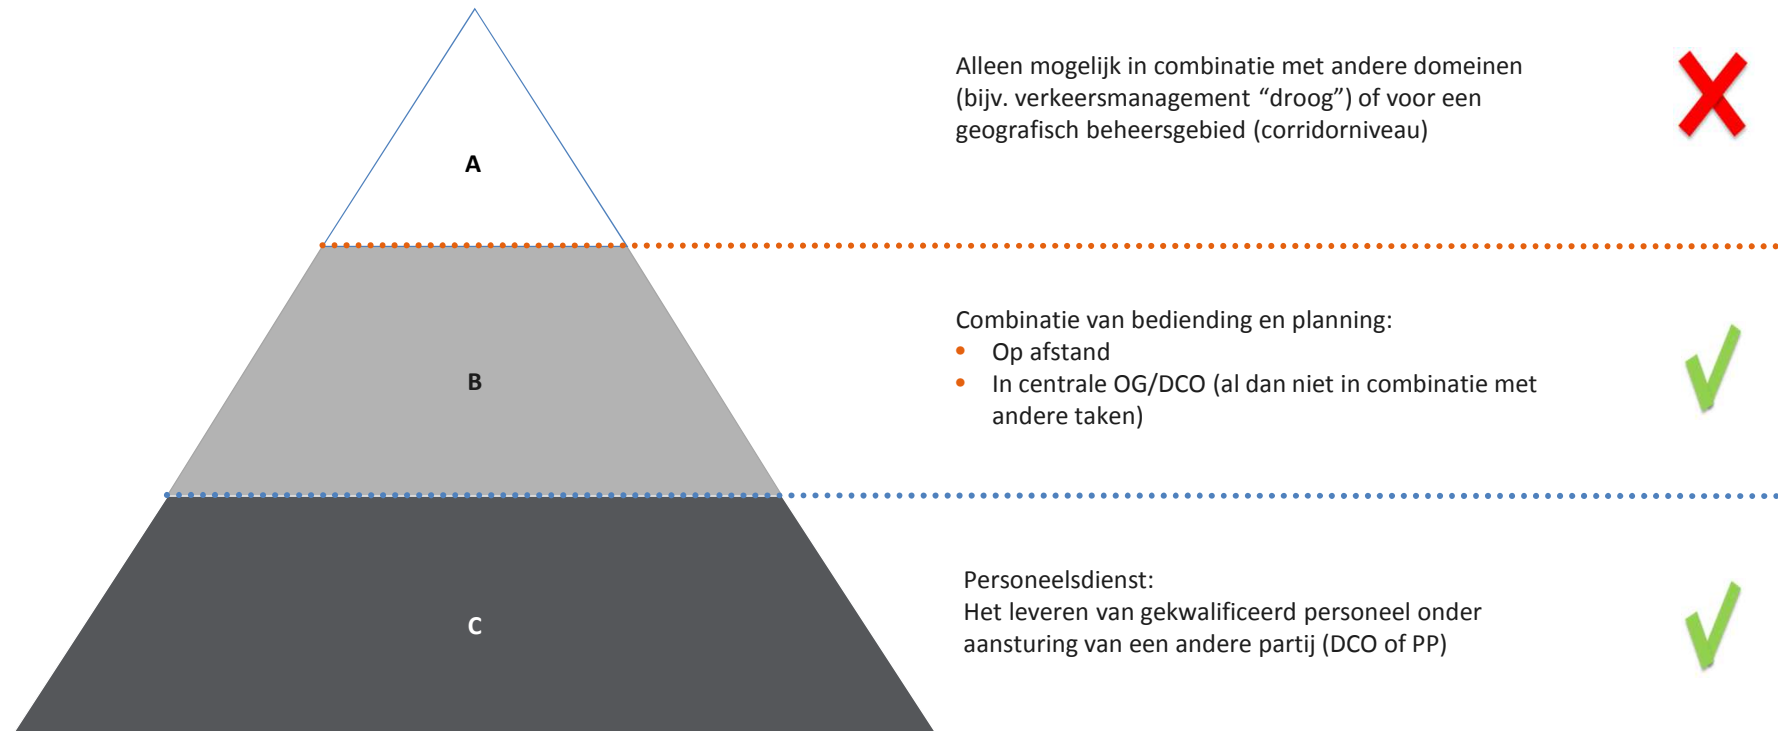 A
Alleen mogelijk in combinatie met andere domeinen
(bijv. verkeersmanagement “droog”) of voor een
geografisch beheersgebied (corridorniveau)
B
Combinatie van bediending en planning:
• Op afstand
• In centrale OG/DCO (al dan niet in combinatie met
andere taken)
C
Personeelsdienst:
Het leveren van gekwalificeerd personeel onder
aansturing van een andere partij (DCO of PP)